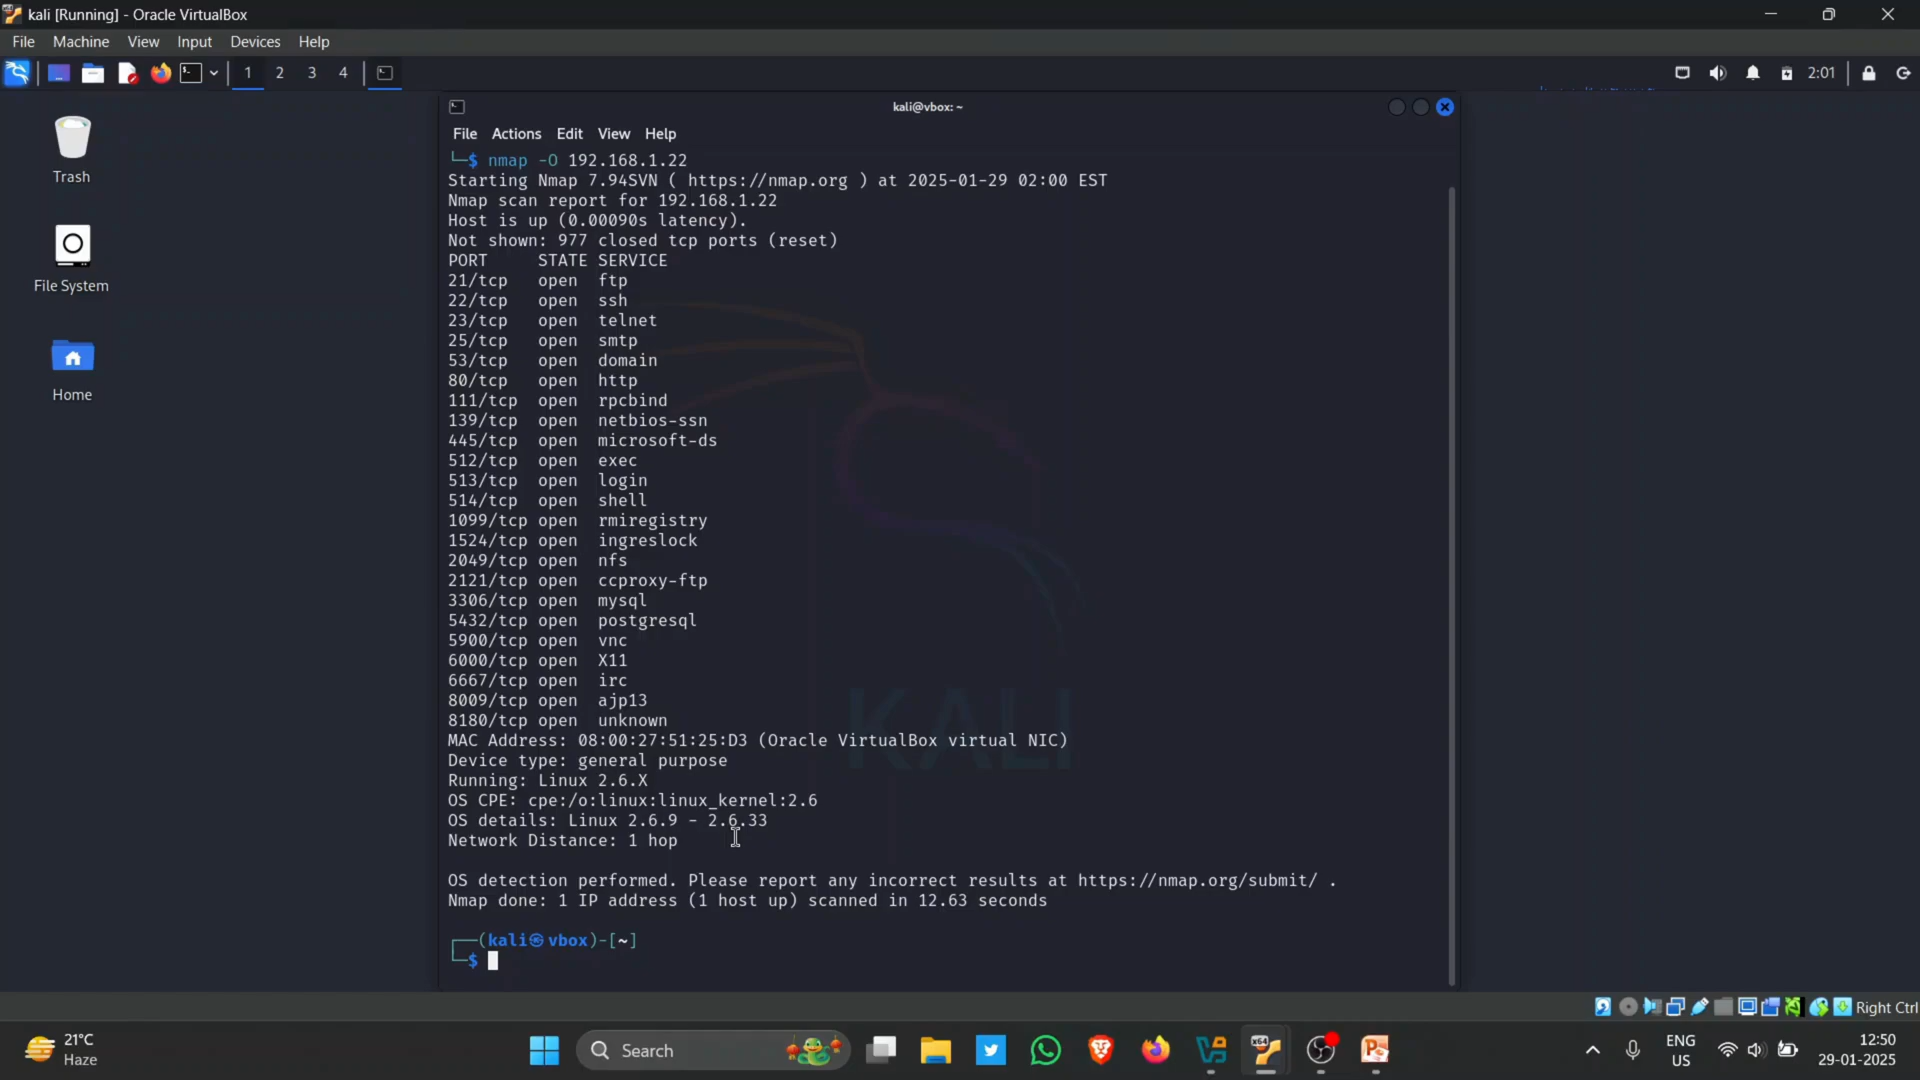 kali [Running] - Oracle VirtualBox
File Machine View Input Devices Help
1 2 3 4
2:01
Trash
File System
Home
kali@vbox: ~
File Actions Edit View Help
└─$ nmap -O 192.168.1.22
Starting Nmap 7.94SVN ( https://nmap.org ) at 2025-01-29 02:00 EST
Nmap scan report for 192.168.1.22
Host is up (0.00090s latency).
Not shown: 977 closed tcp ports (reset)
PORT     STATE SERVICE
21/tcp   open  ftp
22/tcp   open  ssh
23/tcp   open  telnet
25/tcp   open  smtp
53/tcp   open  domain
80/tcp   open  http
111/tcp  open  rpcbind
139/tcp  open  netbios-ssn
445/tcp  open  microsoft-ds
512/tcp  open  exec
513/tcp  open  login
514/tcp  open  shell
1099/tcp open  rmiregistry
1524/tcp open  ingreslock
2049/tcp open  nfs
2121/tcp open  ccproxy-ftp
3306/tcp open  mysql
5432/tcp open  postgresql
5900/tcp open  vnc
6000/tcp open  X11
6667/tcp open  irc
8009/tcp open  ajp13
8180/tcp open  unknown
MAC Address: 08:00:27:51:25:D3 (Oracle VirtualBox virtual NIC)
Device type: general purpose
Running: Linux 2.6.X
OS CPE: cpe:/o:linux:linux_kernel:2.6
OS details: Linux 2.6.9 - 2.6.33
Network Distance: 1 hop
OS detection performed. Please report any incorrect results at https://nmap.org/submit/ .
Nmap done: 1 IP address (1 host up) scanned in 12.63 seconds
┌──(kali㉿vbox)-[~]
└─$
KALI
Right Ctrl
21°C
Haze
Search
X64
ENG
US
12:50
29-01-2025